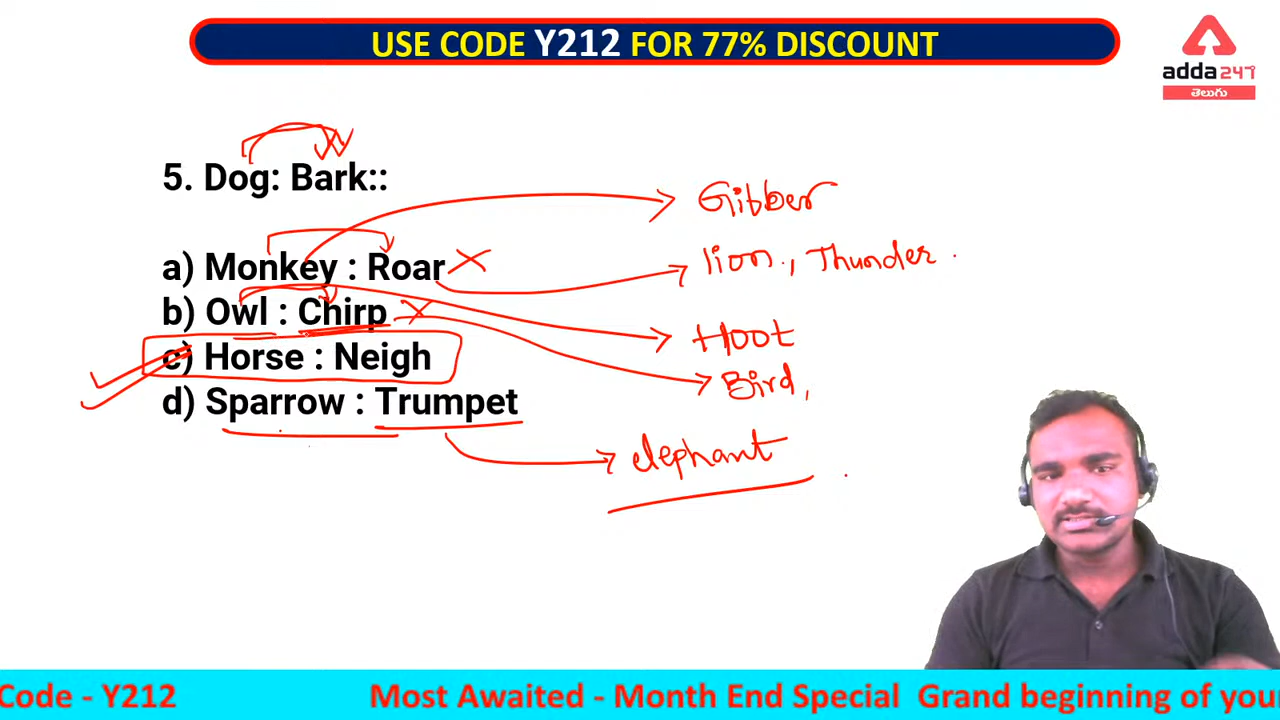 USE CODE Y212 FOR 77% DISCOUNT
adda247
తెలుగు
5. Dog: Bark::
Gibber
a) Monkey : Roar
lion, Thunder.
b) Owl : Chirp
Hoot
c) Horse : Neigh
Bird,
d) Sparrow : Trumpet
elephant
Code - Y212 Most Awaited - Month End Special Grand beginning of your